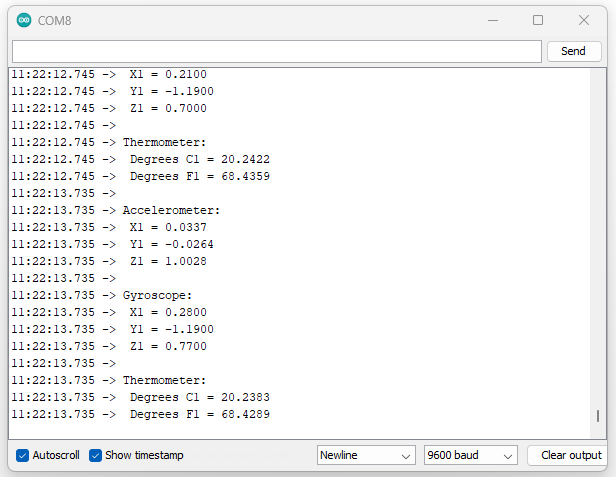 COM8
Send
11:22:12.745 ->  X1 = 0.2100
11:22:12.745 ->  Y1 = -1.1900
11:22:12.745 ->  Z1 = 0.7000
11:22:12.745 ->
11:22:12.745 -> Thermometer:
11:22:12.745 ->  Degrees C1 = 20.2422
11:22:12.745 ->  Degrees F1 = 68.4359
11:22:13.735 ->
11:22:13.735 -> Accelerometer:
11:22:13.735 ->  X1 = 0.0337
11:22:13.735 ->  Y1 = -0.0264
11:22:13.735 ->  Z1 = 1.0028
11:22:13.735 ->
11:22:13.735 -> Gyroscope:
11:22:13.735 ->  X1 = 0.2800
11:22:13.735 ->  Y1 = -1.1900
11:22:13.735 ->  Z1 = 0.7700
11:22:13.735 ->
11:22:13.735 -> Thermometer:
11:22:13.735 ->  Degrees C1 = 20.2383
11:22:13.735 ->  Degrees F1 = 68.4289
Autoscroll Show timestamp Newline 9600 baud Clear output